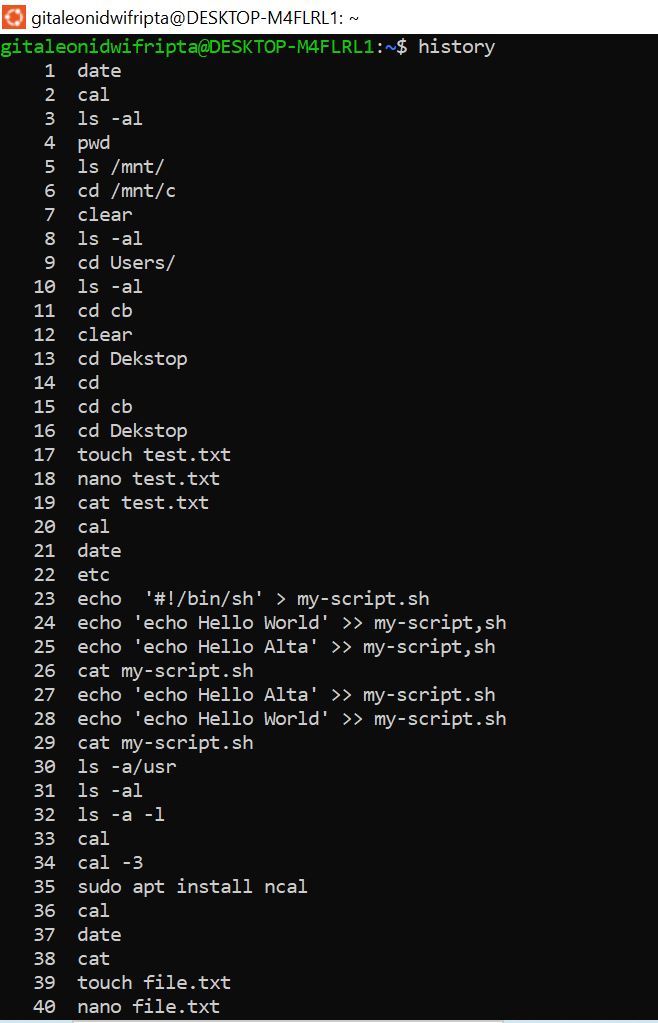 gitaleonidwifripta@DESKTOP-M4FLRL1: ~
gitaleonidwifripta@DESKTOP-M4FLRL1:~$ history
1 date
2 cal
3 ls -al
4 pwd
5 ls /mnt/
6 cd /mnt/c
7 clear
8 ls -al
9 cd Users/
10 ls -al
11 cd cb
12 clear
13 cd Dekstop
14 cd
15 cd cb
16 cd Dekstop
17 touch test.txt
18 nano test.txt
19 cat test.txt
20 cal
21 date
22 etc
23 echo  '#!/bin/sh' > my-script.sh
24 echo 'echo Hello World' >> my-script,sh
25 echo 'echo Hello Alta' >> my-script,sh
26 cat my-script.sh
27 echo 'echo Hello Alta' >> my-script.sh
28 echo 'echo Hello World' >> my-script.sh
29 cat my-script.sh
30 ls -a/usr
31 ls -al
32 ls -a -l
33 cal
34 cal -3
35 sudo apt install ncal
36 cal
37 date
38 cat
39 touch file.txt
40 nano file.txt